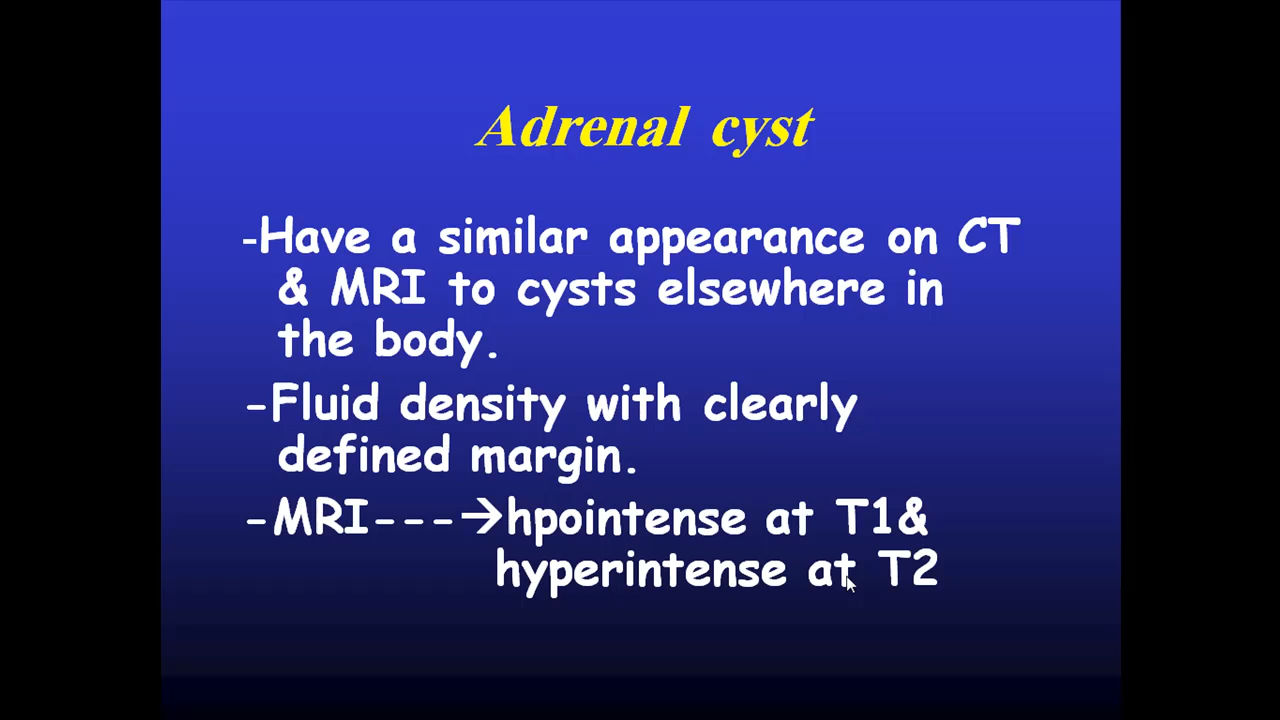 Adrenal cyst
-Have a similar appearance on CT
& MRI to cysts elsewhere in
the body.
-Fluid density with clearly
defined margin.
-MRI---→hpointense at T1&
hyperintense at T2